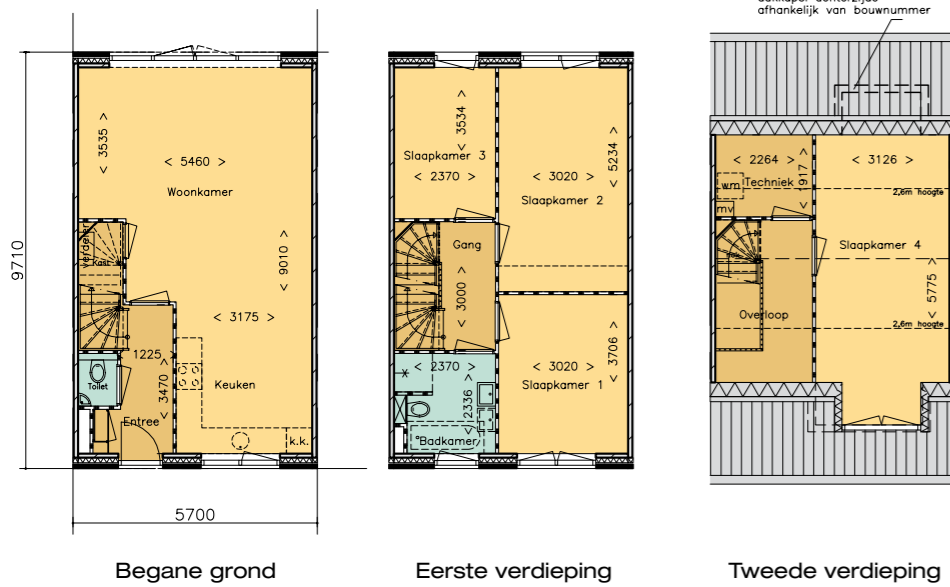 afhankelijk van bouwnummer
9710
3535
< 5460 >
Woonkamer
verdeler
Kast
< 9010 >
< 3175 >
1225
< 3470 >
Toilet
Keuken
Entree
k.k.
5700
Begane grond
< 3534 >
Slaapkamer 3
< 2370 >
< 5234 >
< 3020 >
Slaapkamer 2
Gang
< 3000 >
< 2370 >
< 3020 >
Slaapkamer 1
< 3706 >
< 2336 >
Badkamer
Eerste verdieping
< 2264 >
< 3126 >
Techniek
1917 >
wm
mv
2,6m hoogte
Slaapkamer 4
< 5775 >
Overloop
2,6m hoogte
Tweede verdieping